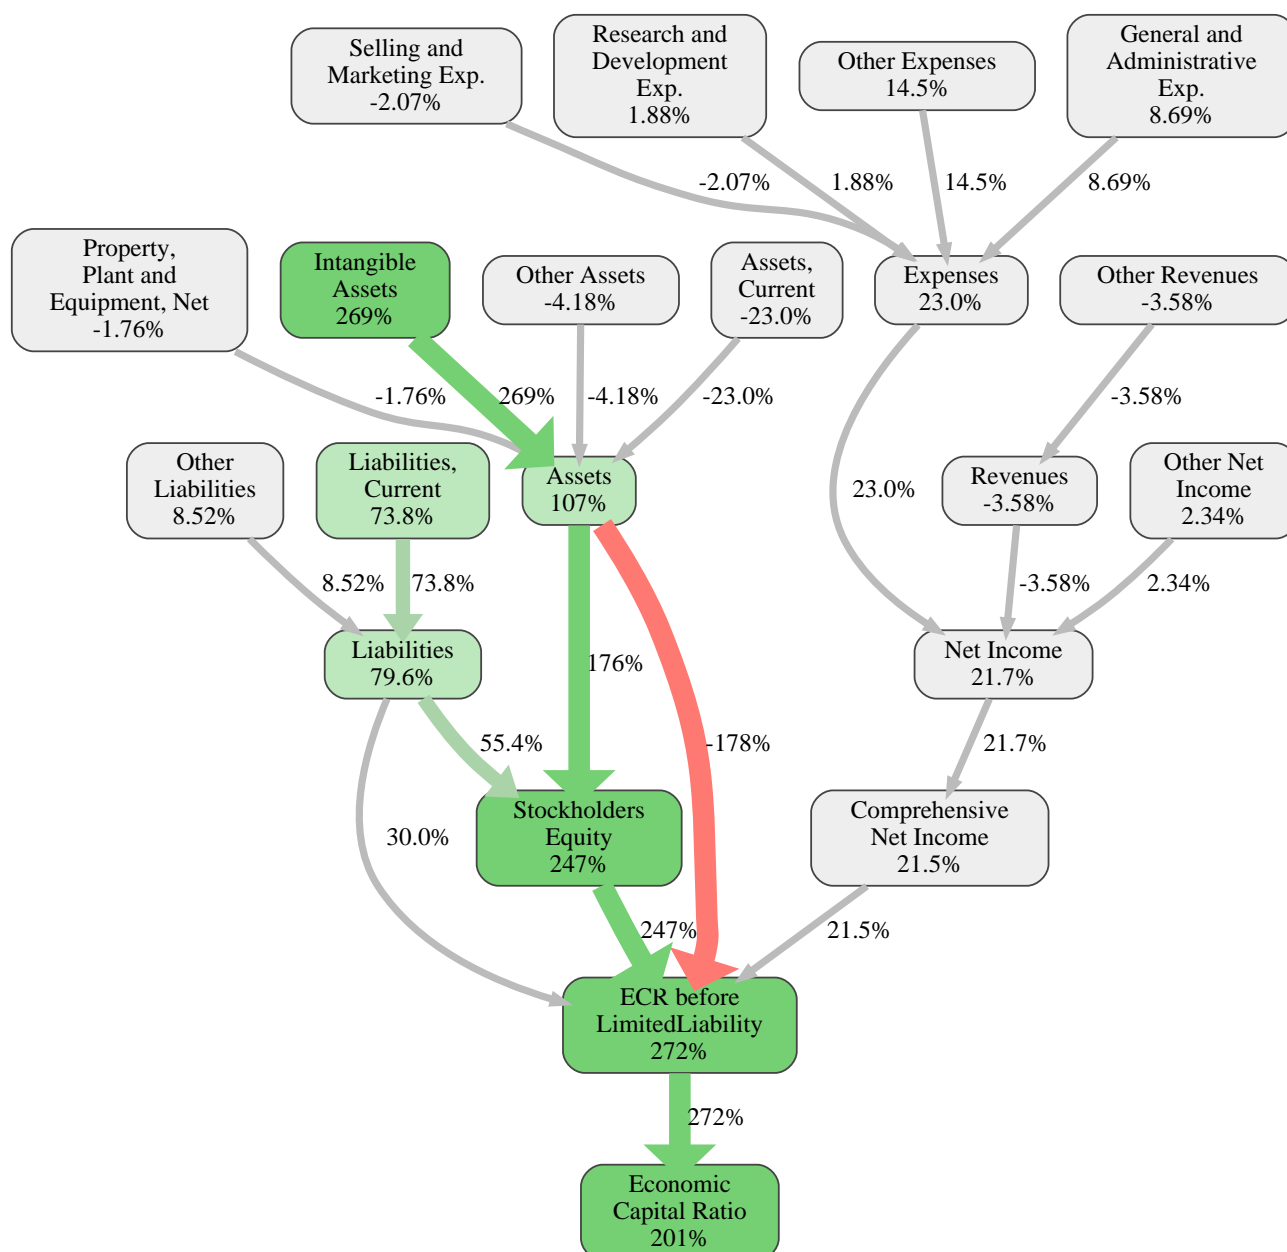 Selling and
Marketing Exp.
-2.07%
Research and
Development
Exp.
1.88%
Other Expenses
14.5%
General and
Administrative
Exp.
8.69%
-2.07%
1.88%
14.5%
8.69%
Property,
Plant and
Equipment, Net
-1.76%
Intangible
Assets
269%
Other Assets
-4.18%
Assets,
Current
-23.0%
Expenses
23.0%
Other Revenues
-3.58%
-1.76%
269%
-4.18%
-23.0%
-3.58%
Other
Liabilities
8.52%
Liabilities,
Current
73.8%
Assets
107%
23.0%
Revenues
-3.58%
Other Net
Income
2.34%
8.52%
73.8%
-3.58%
2.34%
Liabilities
79.6%
176%
Net Income
21.7%
55.4%
-178%
21.7%
30.0%
Stockholders
Equity
247%
Comprehensive
Net Income
21.5%
247%
21.5%
ECR before
LimitedLiability
272%
272%
Economic
Capital Ratio
201%